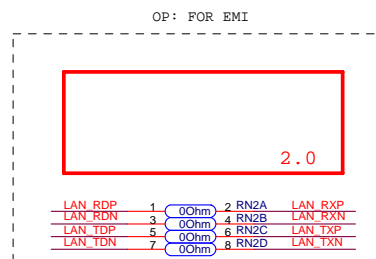 OP: FOR EMI
2.0
LAN_RDP 1 0Ohm 2 RN2A LAN_RXP
LAN_RDN 3 0Ohm 4 RN2B LAN_RXN
LAN_TDP 5 0Ohm 6 RN2C LAN_TXP
LAN_TDN 7 0Ohm 8 RN2D LAN_TXN